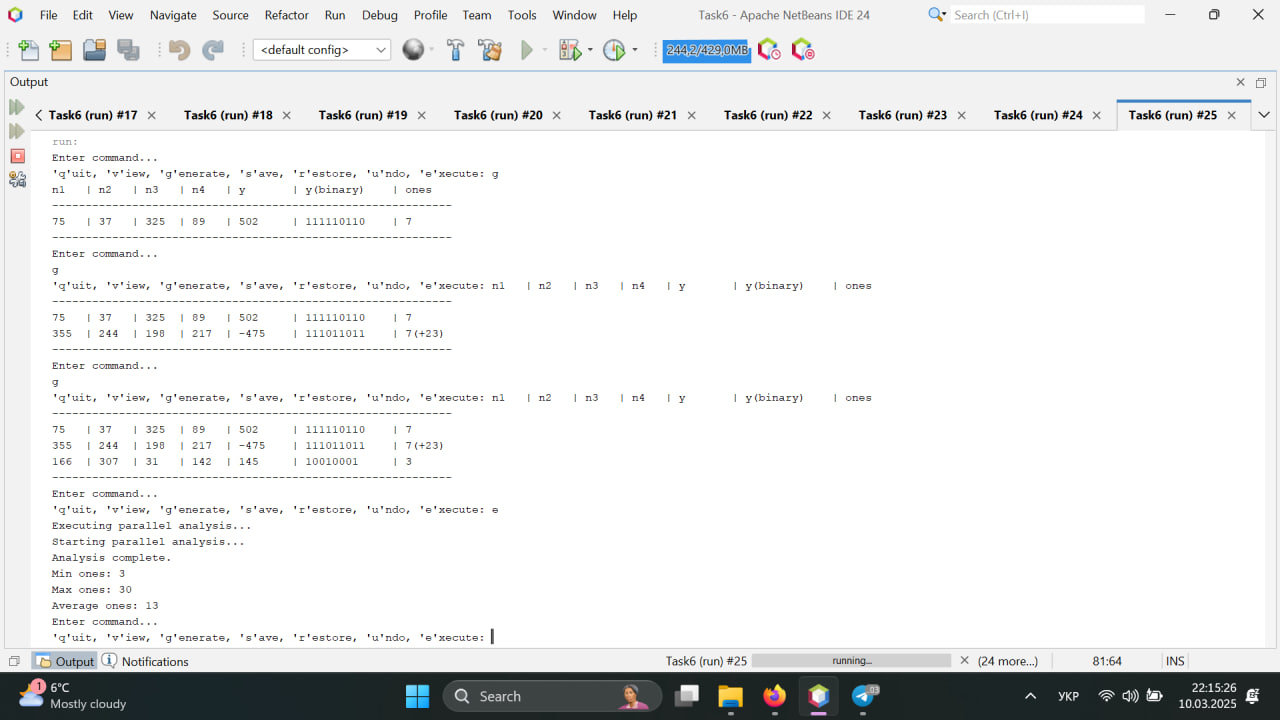 File Edit View Navigate Source Refactor Run Debug Profile Team Tools Window Help Task6 - Apache NetBeans IDE 24 Search (Ctrl+I)
<default config> 244,2/429,0MB
Output
Task6 (run) #17 Task6 (run) #18 Task6 (run) #19 Task6 (run) #20 Task6 (run) #21 Task6 (run) #22 Task6 (run) #23 Task6 (run) #24 Task6 (run) #25
run:
Enter command...
'q'uit, 'v'iew, 'g'enerate, 's'ave, 'r'estore, 'u'ndo, 'e'xecute: g
n1 | n2 | n3 | n4 | y | y(binary) | ones
------------------------------------------------------------
75 | 37 | 325 | 89 | 502 | 111110110 | 7
------------------------------------------------------------
Enter command...
g
'q'uit, 'v'iew, 'g'enerate, 's'ave, 'r'estore, 'u'ndo, 'e'xecute: n1 | n2 | n3 | n4 | y | y(binary) | ones
------------------------------------------------------------
75 | 37 | 325 | 89 | 502 | 111110110 | 7
355 | 244 | 198 | 217 | -475 | 111011011 | 7(+23)
------------------------------------------------------------
Enter command...
g
'q'uit, 'v'iew, 'g'enerate, 's'ave, 'r'estore, 'u'ndo, 'e'xecute: n1 | n2 | n3 | n4 | y | y(binary) | ones
------------------------------------------------------------
75 | 37 | 325 | 89 | 502 | 111110110 | 7
355 | 244 | 198 | 217 | -475 | 111011011 | 7(+23)
166 | 307 | 31 | 142 | 145 | 10010001 | 3
------------------------------------------------------------
Enter command...
'q'uit, 'v'iew, 'g'enerate, 's'ave, 'r'estore, 'u'ndo, 'e'xecute: e
Executing parallel analysis...
Starting parallel analysis...
Analysis complete.
Min ones: 3
Max ones: 30
Average ones: 13
Enter command...
'q'uit, 'v'iew, 'g'enerate, 's'ave, 'r'estore, 'u'ndo, 'e'xecute:
Output Notifications Task6 (run) #25 running... (24 more...) 81:64 INS
1 6°C Search 03 УКР 22:15:26
Mostly cloudy 10.03.2025